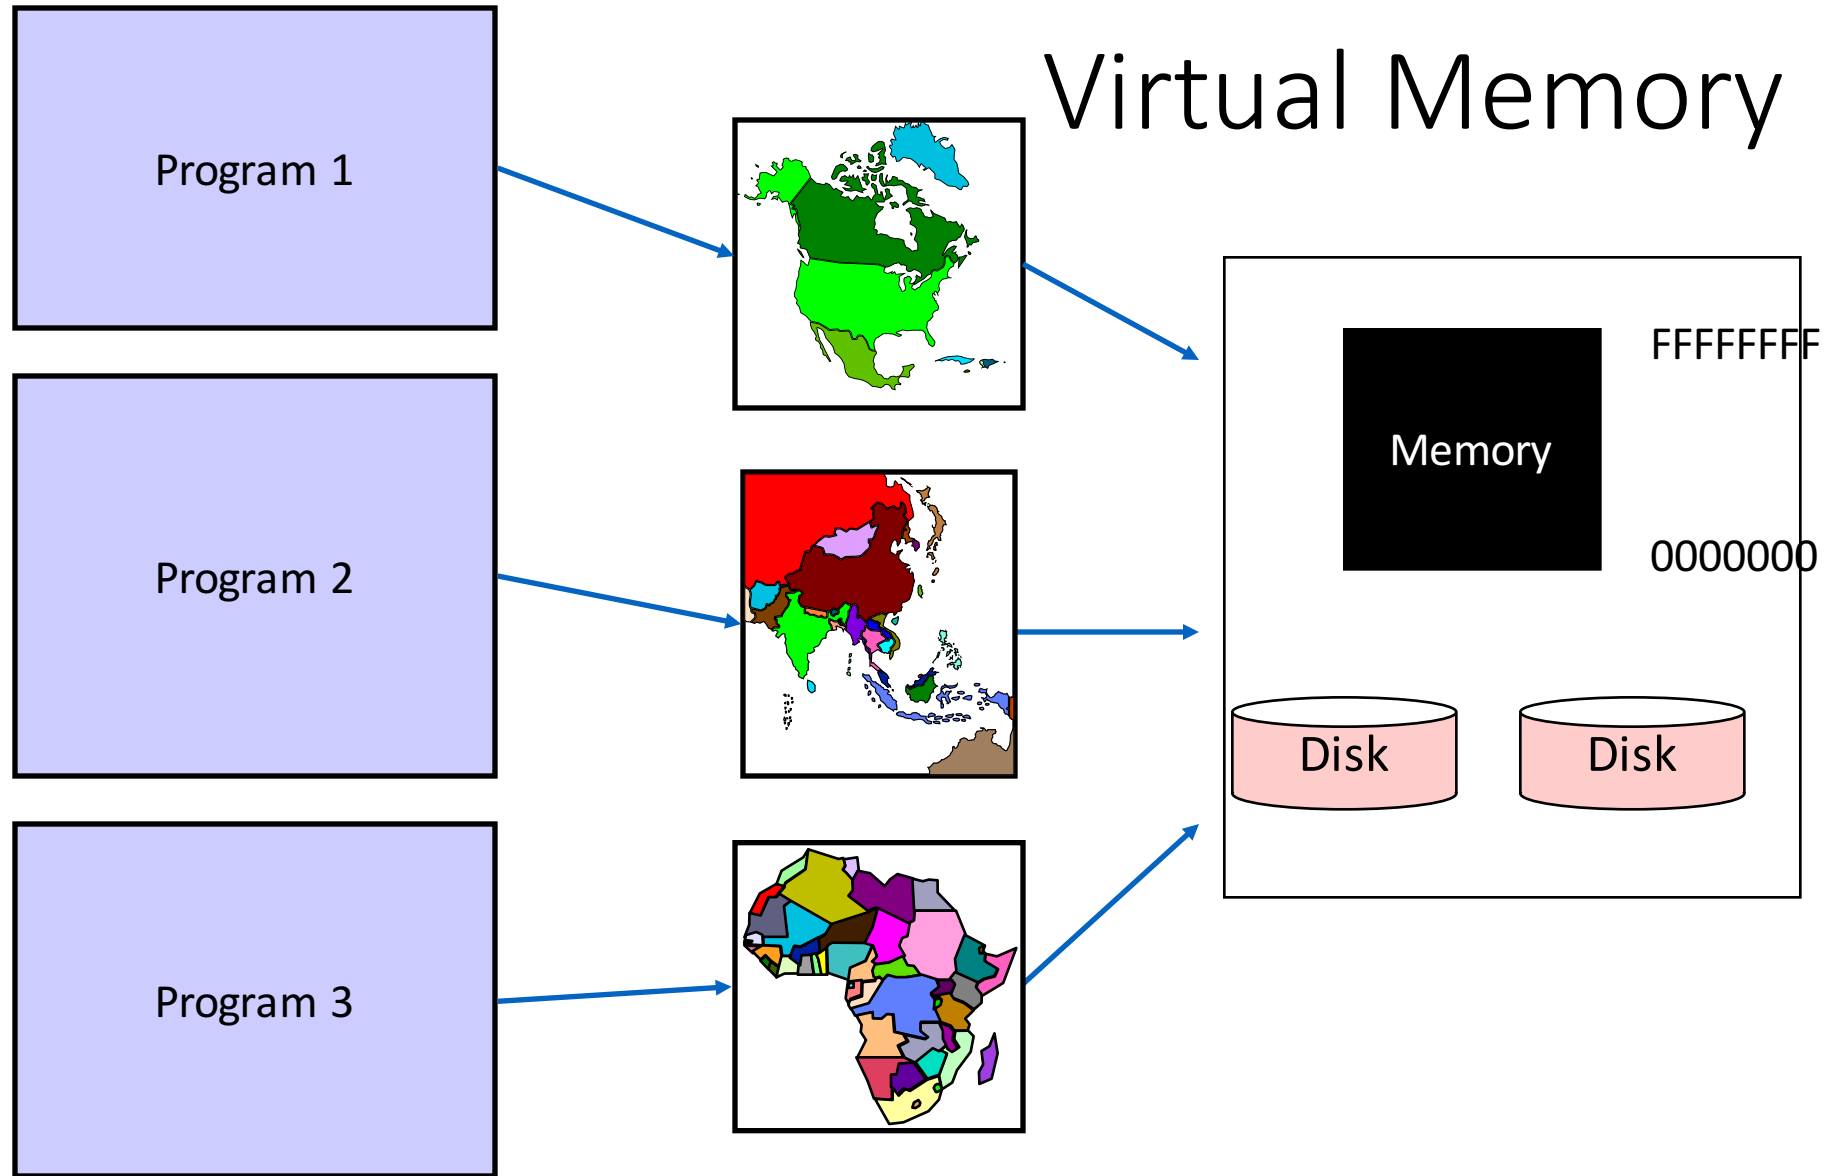 Virtual Memory
Program 1
Program 2
Program 3
FFFFFFFF
Memory
0000000
Disk
Disk